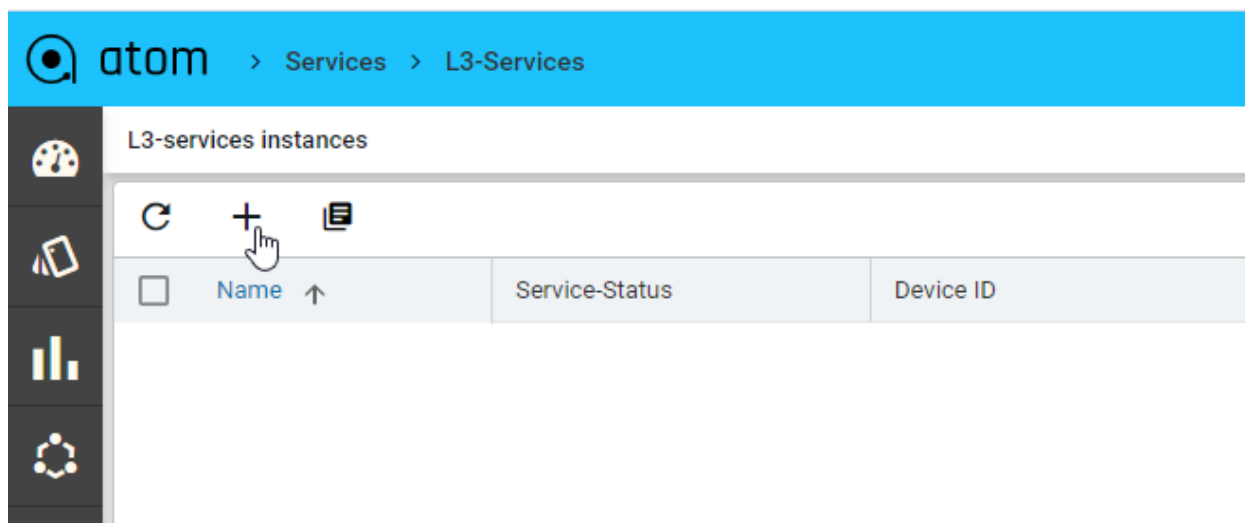 atom > Services > L3-Services
L3-services instances
Name Service-Status Device ID